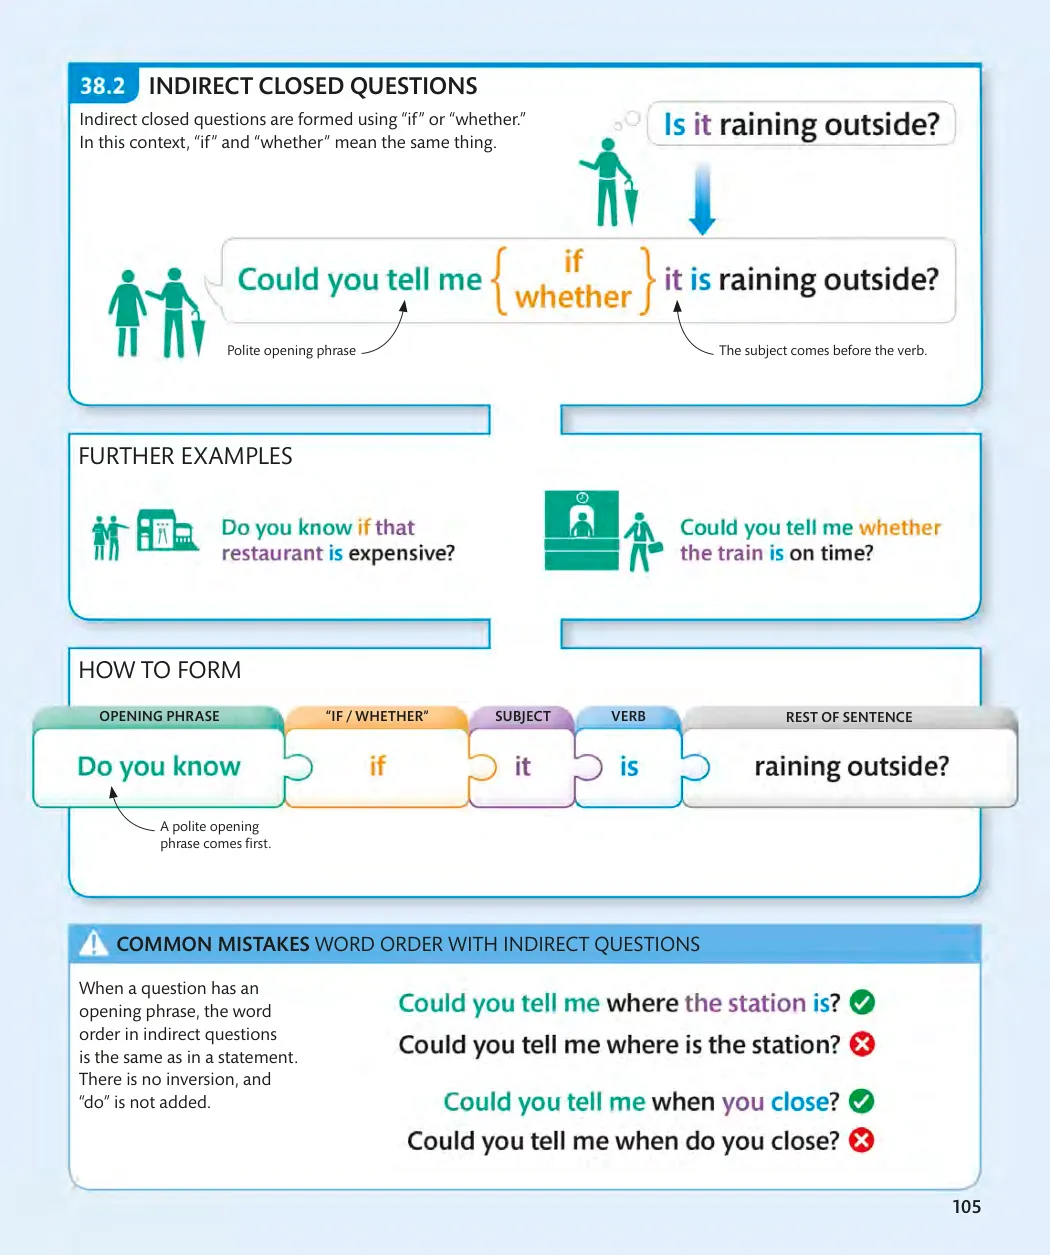 38.2 INDIRECT CLOSED QUESTIONS
Indirect closed questions are formed using “if” or “whether.”
In this context, “if” and “whether” mean the same thing.
Is it raining outside?
Could you tell me { if whether } it is raining outside?
Polite opening phrase
The subject comes before the verb.
FURTHER EXAMPLES
Do you know if that
restaurant is expensive?
Could you tell me whether
the train is on time?
HOW TO FORM
OPENING PHRASE “IF / WHETHER” SUBJECT VERB REST OF SENTENCE
Do you know if it is raining outside?
A polite opening
phrase comes first.
COMMON MISTAKES WORD ORDER WITH INDIRECT QUESTIONS
When a question has an
opening phrase, the word
order in indirect questions
is the same as in a statement.
There is no inversion, and
“do” is not added.
Could you tell me where the station is?
Could you tell me where is the station?
Could you tell me when you close?
Could you tell me when do you close?
105